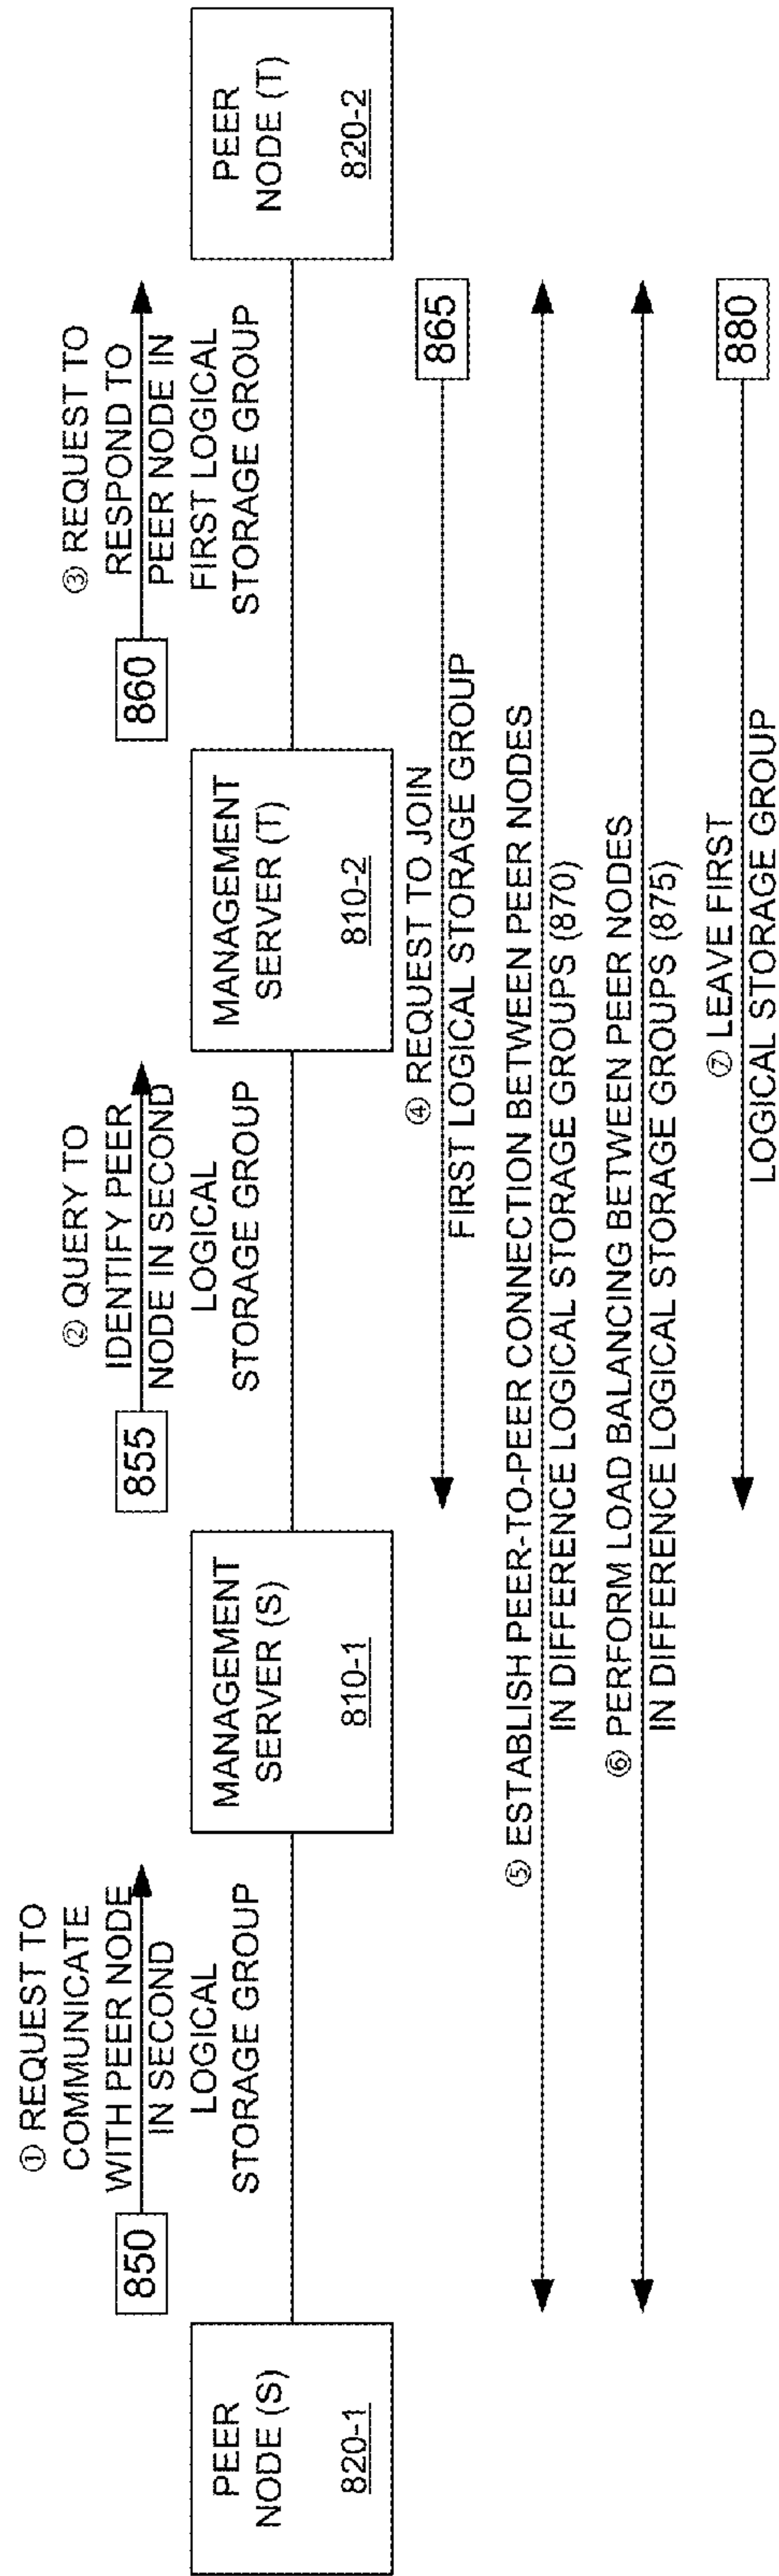 ① REQUEST TO
COMMUNICATE
WITH PEER NODE
IN SECOND
LOGICAL
STORAGE GROUP
850
② QUERY TO
IDENTIFY PEER
NODE IN SECOND
LOGICAL
STORAGE GROUP
855
③ REQUEST TO
RESPOND TO
PEER NODE IN
FIRST LOGICAL
STORAGE GROUP
860
PEER
NODE (S)
820-1
MANAGEMENT
SERVER (S)
810-1
MANAGEMENT
SERVER (T)
810-2
PEER
NODE (T)
820-2
④ REQUEST TO JOIN
FIRST LOGICAL STORAGE GROUP
865
⑤ ESTABLISH PEER-TO-PEER CONNECTION BETWEEN PEER NODES
IN DIFFERENCE LOGICAL STORAGE GROUPS (870)
⑥ PERFORM LOAD BALANCING BETWEEN PEER NODES
IN DIFFERENCE LOGICAL STORAGE GROUPS (875)
⑦ LEAVE FIRST
LOGICAL STORAGE GROUP
880